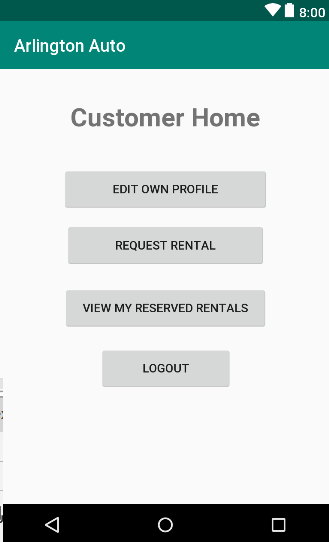 8:00
Arlington Auto
Customer Home
EDIT OWN PROFILE
REQUEST RENTAL
VIEW MY RESERVED RENTALS
LOGOUT